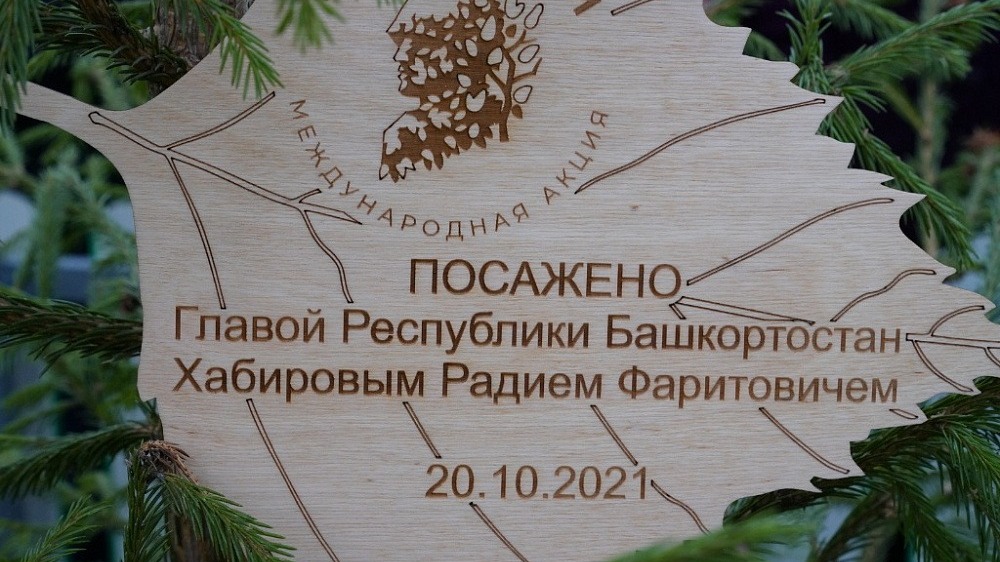 МЕЖДУНАРОДНАЯ АКЦИЯ
ПОСАЖЕНО
Главой Республики Башкортостан
Хабировым Радием Фаритовичем
20.10.2021